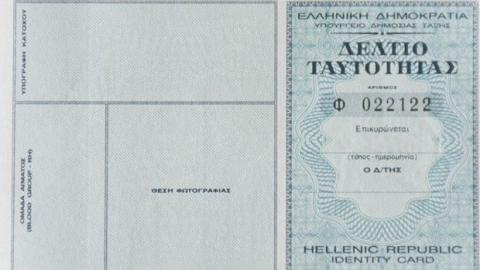 ΥΠΟΓΡΑΦΗ ΚΑΤΟΧΟΥ
ΟΜΑΔΑ ΑΙΜΑΤΟΣ
(BLOOD GROUP - RH)
ΘΕΣΗ ΦΩΤΟΓΡΑΦΙΑΣ
ΕΛΛΗΝΙΚΗ ΔΗΜΟΚΡΑΤΙΑ
ΥΠΟΥΡΓΕΙΟ ΔΗΜΟΣΙΑΣ ΤΑΞΗΣ
ΔΕΛΤΙΟ
ΤΑΥΤΟΤΗΤΑΣ
ΑΡΙΘΜΟΣ
Φ 022122
Επικυρώνεται
(τόπος-ημερομηνία)
Ο Δ/ΤΗΣ
HELLENIC REPUBLIC
IDENTITY CARD